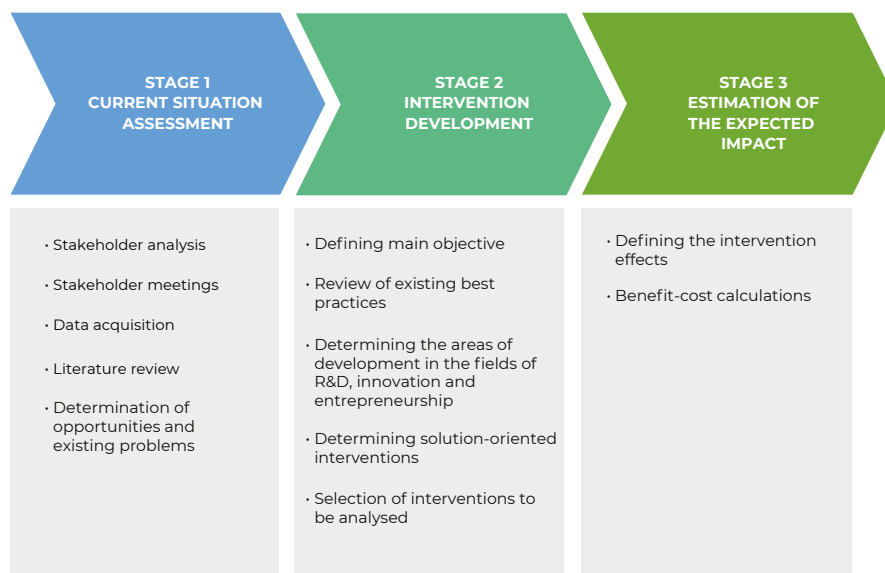 STAGE 1
CURRENT SITUATION
ASSESSMENT
• Stakeholder analysis
• Stakeholder meetings
• Data acquisition
• Literature review
• Determination of
opportunities and
existing problems
STAGE 2
INTERVENTION
DEVELOPMENT
• Defining main objective
• Review of existing best
practices
• Determining the areas of
development in the fields of
R&D, innovation and
entrepreneurship
• Determining solution-oriented
interventions
• Selection of interventions to
be analysed
STAGE 3
ESTIMATION OF
THE EXPECTED
IMPACT
• Defining the intervention
effects
• Benefit-cost calculations